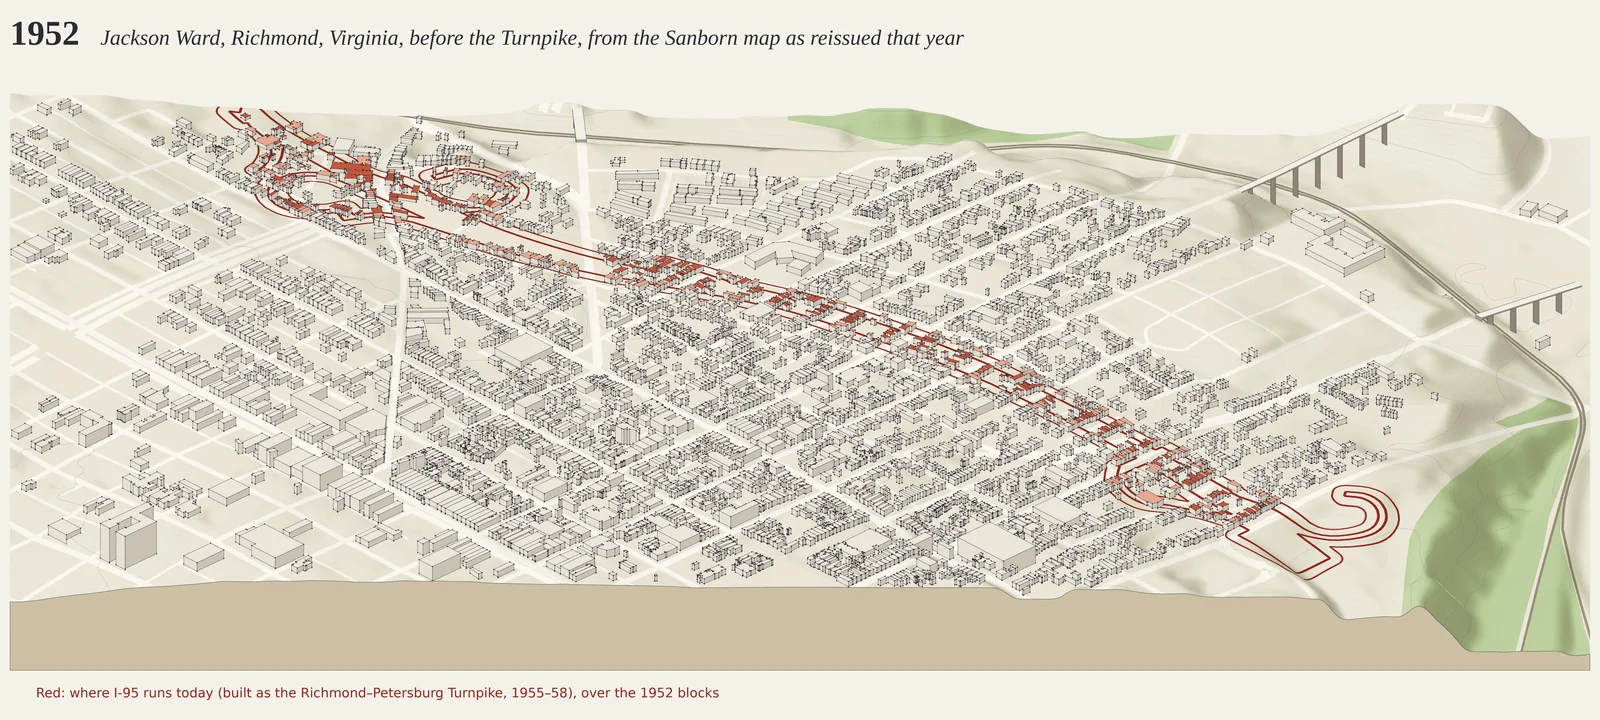 1952 Jackson Ward, Richmond, Virginia, before the Turnpike, from the Sanborn map as reissued that year
Red: where I-95 runs today (built as the Richmond–Petersburg Turnpike, 1955–58), over the 1952 blocks